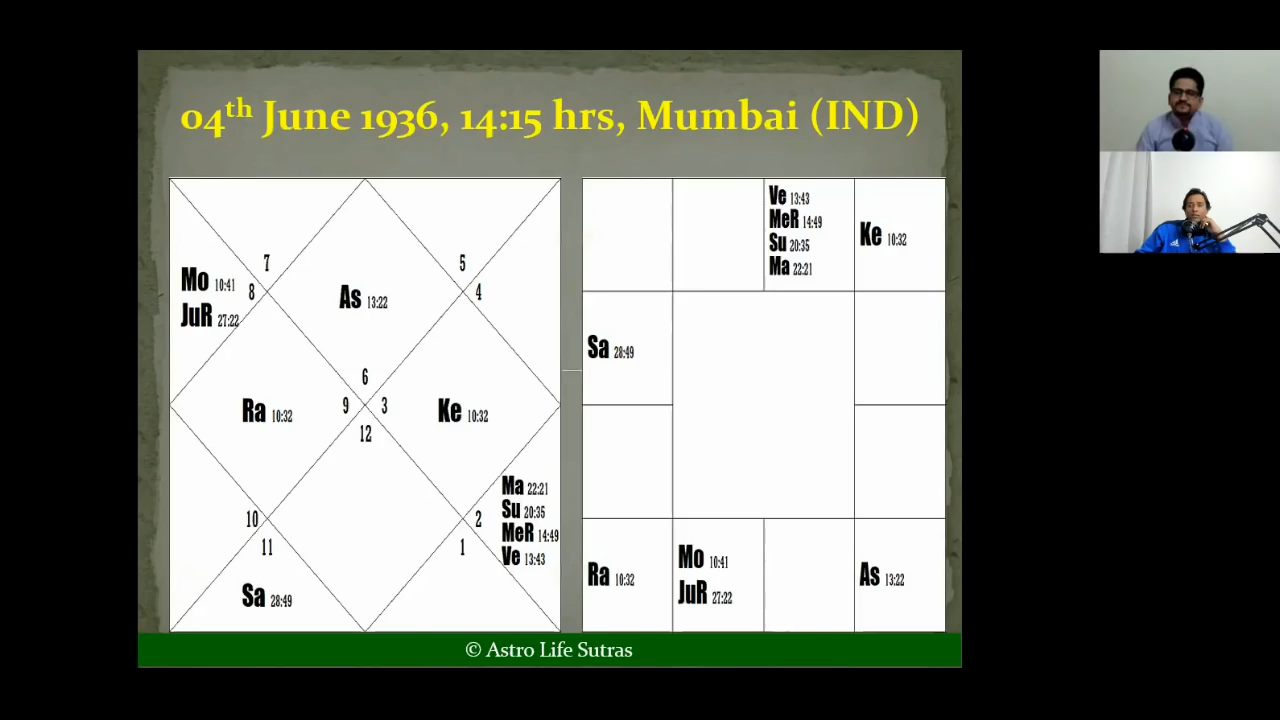 04th June 1936, 14:15 hrs, Mumbai (IND)
7
5
Mo 10:41
8
As 13:22
4
JuR 27:22
6
Ra 10:32
9
3
Ke 10:32
12
Ma 22:21
10
Su 20:35
2
MeR 14:49
11
1
Ve 13:43
Sa 28:49
Ve 13:43
MeR 14:49
Su 20:35
Ma 22:21
Ke 10:32
Sa 28:49
Ra 10:32
Mo 10:41
JuR 27:22
As 13:22
© Astro Life Sutras